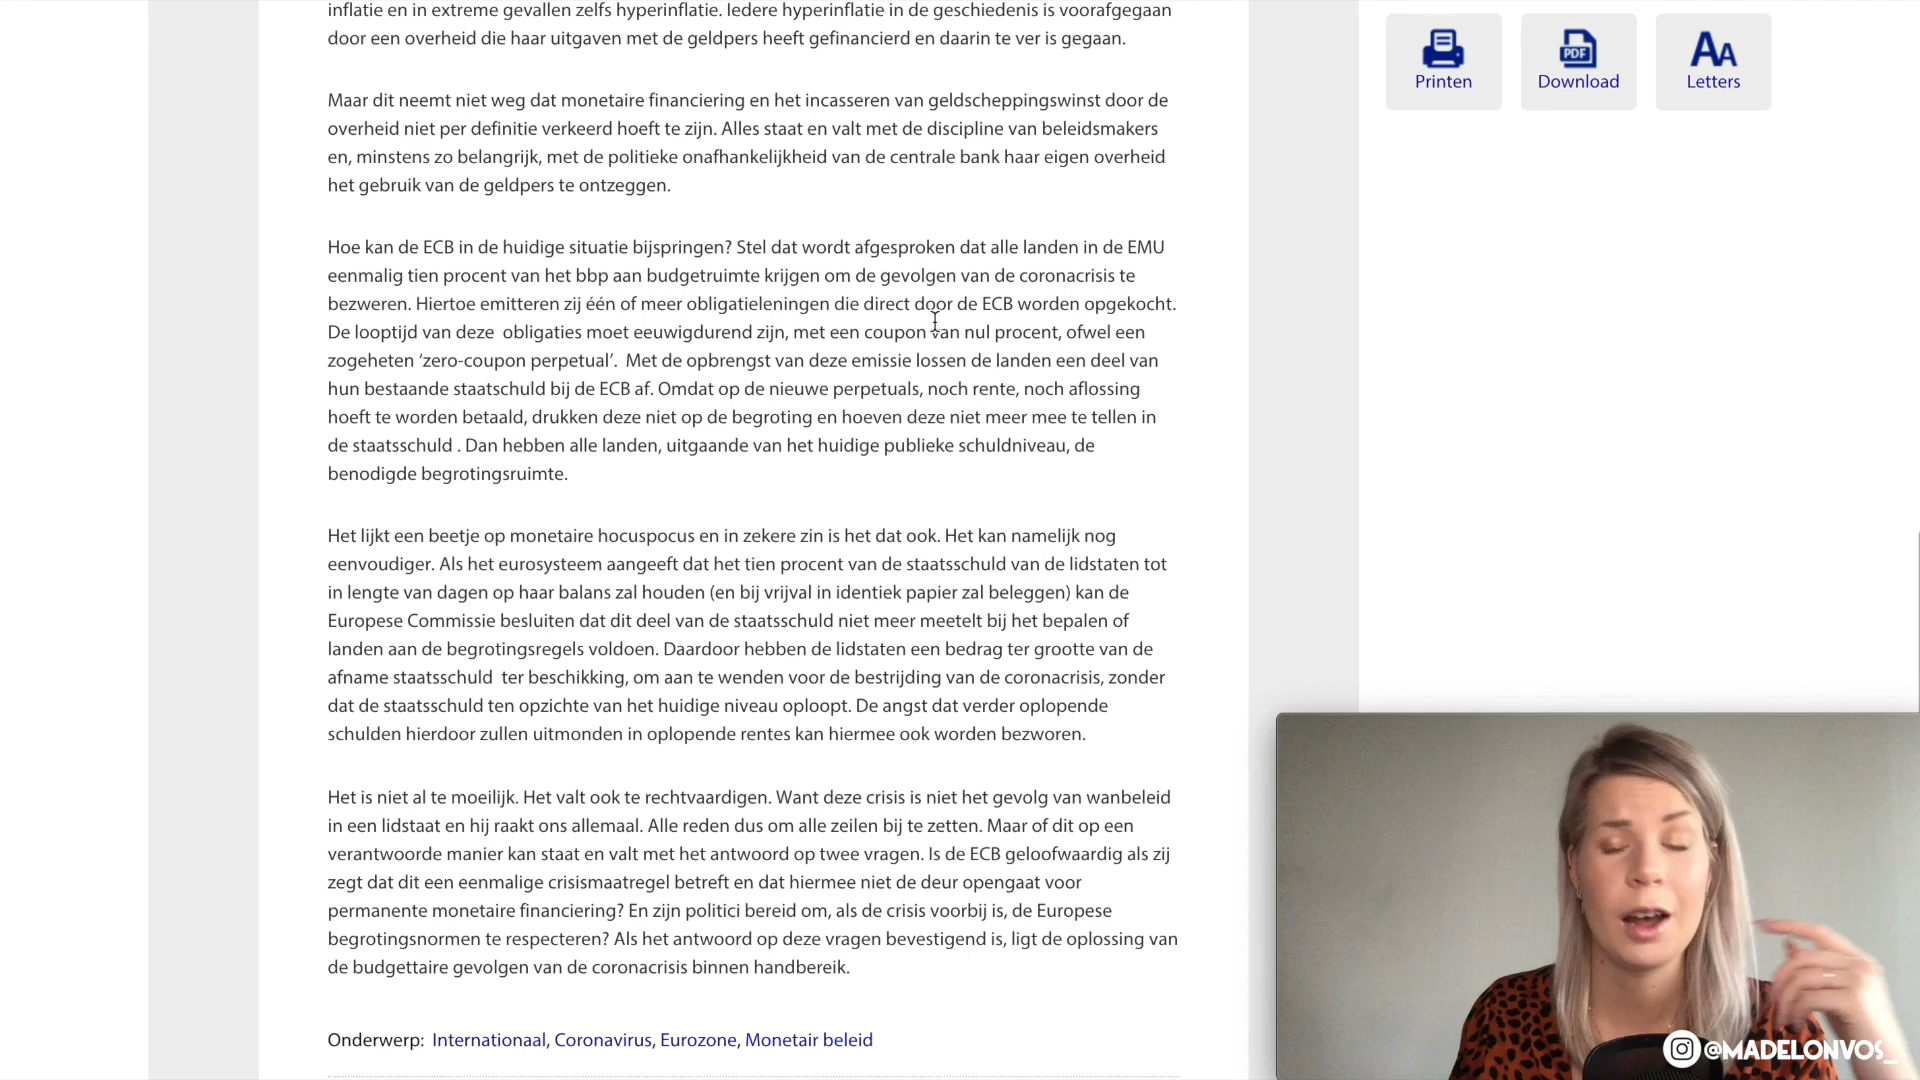 inflatie en in extreme gevallen zelfs hyperinflatie. Iedere hyperinflatie in de geschiedenis is voorafgegaan
door een overheid die haar uitgaven met de geldpers heeft gefinancierd en daarin te ver is gegaan.
Maar dit neemt niet weg dat monetaire financiering en het incasseren van geldscheppingswinst door de
overheid niet per definitie verkeerd hoeft te zijn. Alles staat en valt met de discipline van beleidsmakers
en, minstens zo belangrijk, met de politieke onafhankelijkheid van de centrale bank haar eigen overheid
het gebruik van de geldpers te ontzeggen.
Hoe kan de ECB in de huidige situatie bijspringen? Stel dat wordt afgesproken dat alle landen in de EMU
eenmalig tien procent van het bbp aan budgetruimte krijgen om de gevolgen van de coronacrisis te
bezweren. Hiertoe emitteren zij één of meer obligatieleningen die direct door de ECB worden opgekocht.
De looptijd van deze  obligaties moet eeuwigdurend zijn, met een coupon van nul procent, ofwel een
zogeheten ‘zero-coupon perpetual’.  Met de opbrengst van deze emissie lossen de landen een deel van
hun bestaande staatschuld bij de ECB af. Omdat op de nieuwe perpetuals, noch rente, noch aflossing
hoeft te worden betaald, drukken deze niet op de begroting en hoeven deze niet meer mee te tellen in
de staatsschuld . Dan hebben alle landen, uitgaande van het huidige publieke schuldniveau, de
benodigde begrotingsruimte.
Het lijkt een beetje op monetaire hocuspocus en in zekere zin is het dat ook. Het kan namelijk nog
eenvoudiger. Als het eurosysteem aangeeft dat het tien procent van de staatsschuld van de lidstaten tot
in lengte van dagen op haar balans zal houden (en bij vrijval in identiek papier zal beleggen) kan de
Europese Commissie besluiten dat dit deel van de staatsschuld niet meer meetelt bij het bepalen of
landen aan de begrotingsregels voldoen. Daardoor hebben de lidstaten een bedrag ter grootte van de
afname staatsschuld  ter beschikking, om aan te wenden voor de bestrijding van de coronacrisis, zonder
dat de staatsschuld ten opzichte van het huidige niveau oploopt. De angst dat verder oplopende
schulden hierdoor zullen uitmonden in oplopende rentes kan hiermee ook worden bezworen.
Het is niet al te moeilijk. Het valt ook te rechtvaardigen. Want deze crisis is niet het gevolg van wanbeleid
in een lidstaat en hij raakt ons allemaal. Alle reden dus om alle zeilen bij te zetten. Maar of dit op een
verantwoorde manier kan staat en valt met het antwoord op twee vragen. Is de ECB geloofwaardig als zij
zegt dat dit een eenmalige crisismaatregel betreft en dat hiermee niet de deur opengaat voor
permanente monetaire financiering? En zijn politici bereid om, als de crisis voorbij is, de Europese
begrotingsnormen te respecteren? Als het antwoord op deze vragen bevestigend is, ligt de oplossing van
de budgettaire gevolgen van de coronacrisis binnen handbereik.
Onderwerp: Internationaal, Coronavirus, Eurozone, Monetair beleid
Printen
PDF
Download
AA
Letters
@MADELONVOS_